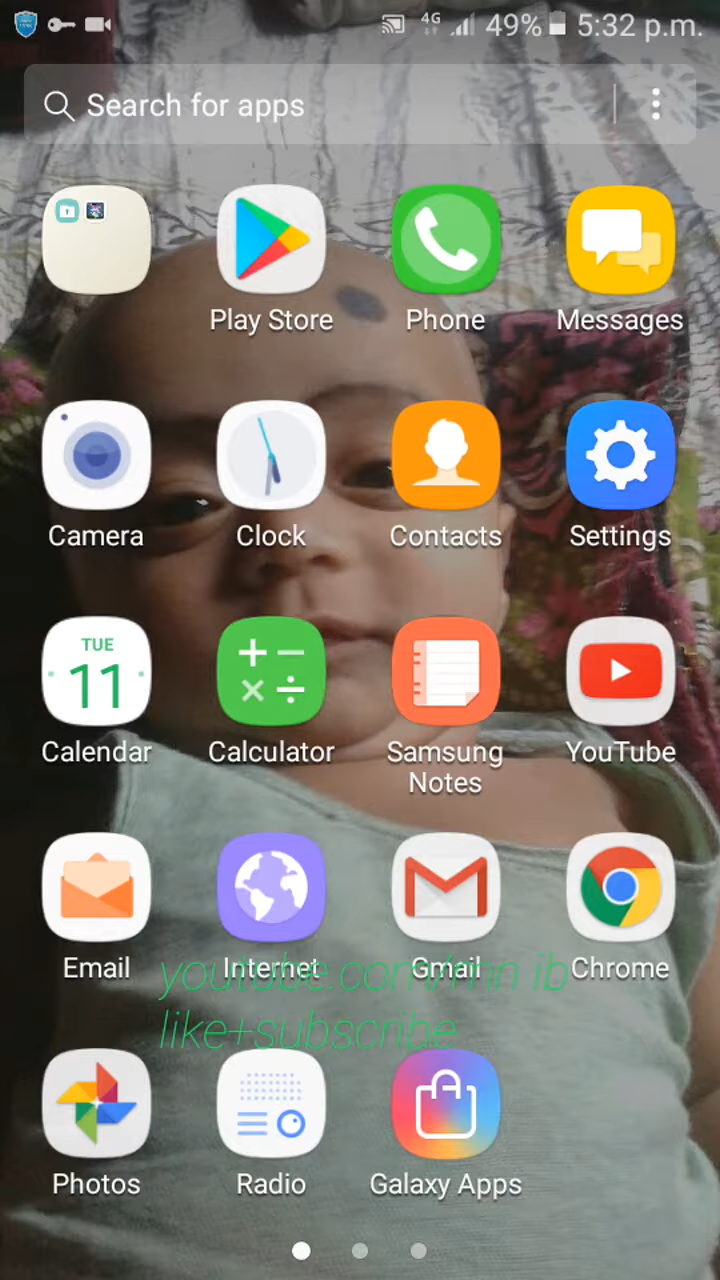 4G 49% 5:32 p.m.
Search for apps
Play Store Phone Messages
Camera Clock Contacts Settings
TUE
11
Calendar Calculator Samsung Notes YouTube
Email Internet Gmail Chrome
like+subscribe
Photos Radio Galaxy Apps